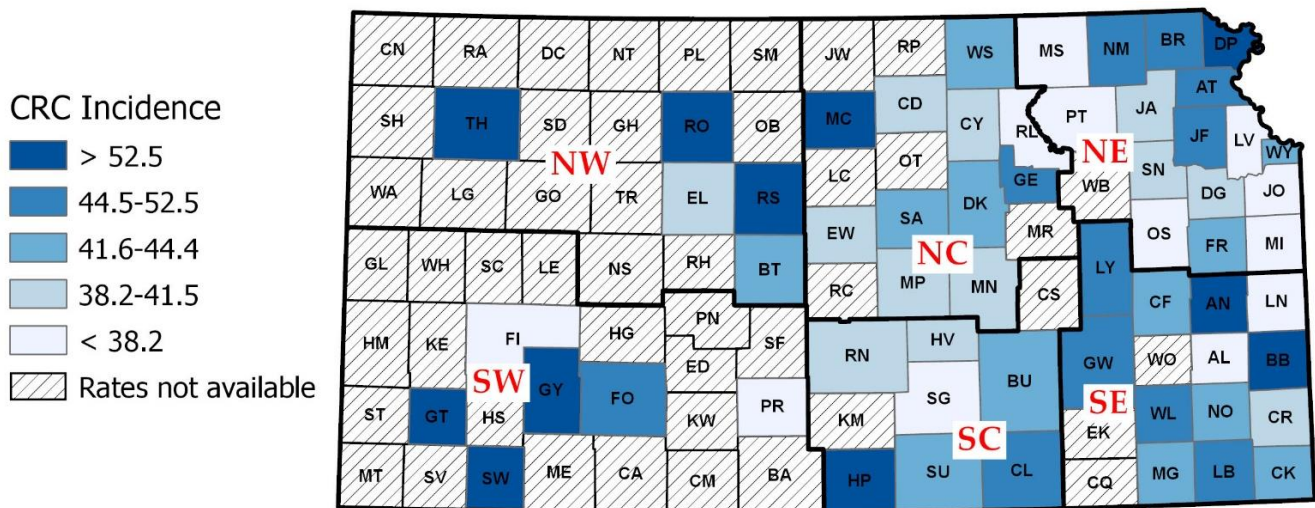 CRC Incidence
> 52.5
44.5-52.5
41.6-44.4
38.2-41.5
< 38.2
Rates not available
CN RA DC NT PL SM JW RP WS MS NM BR DP
SH TH SD GH RO OB MC CD CY RL PT JA AT JF LV WY
NW NE
WA LG GO TR EL RS LC OT GE WB SN DG JO
EW SA DK MR OS FR MI
NC
GL WH SC LE NS RH BT RC MP MN CS LY CF AN LN
HM KE FI HG PN SF RN HV BU GW WO AL BB
SW GY FO ED PR SG SE
ST GT HS KW KM SC EK WL NO CR
MT SV SW ME CA CM BA HP SU CL CQ MG LB CK